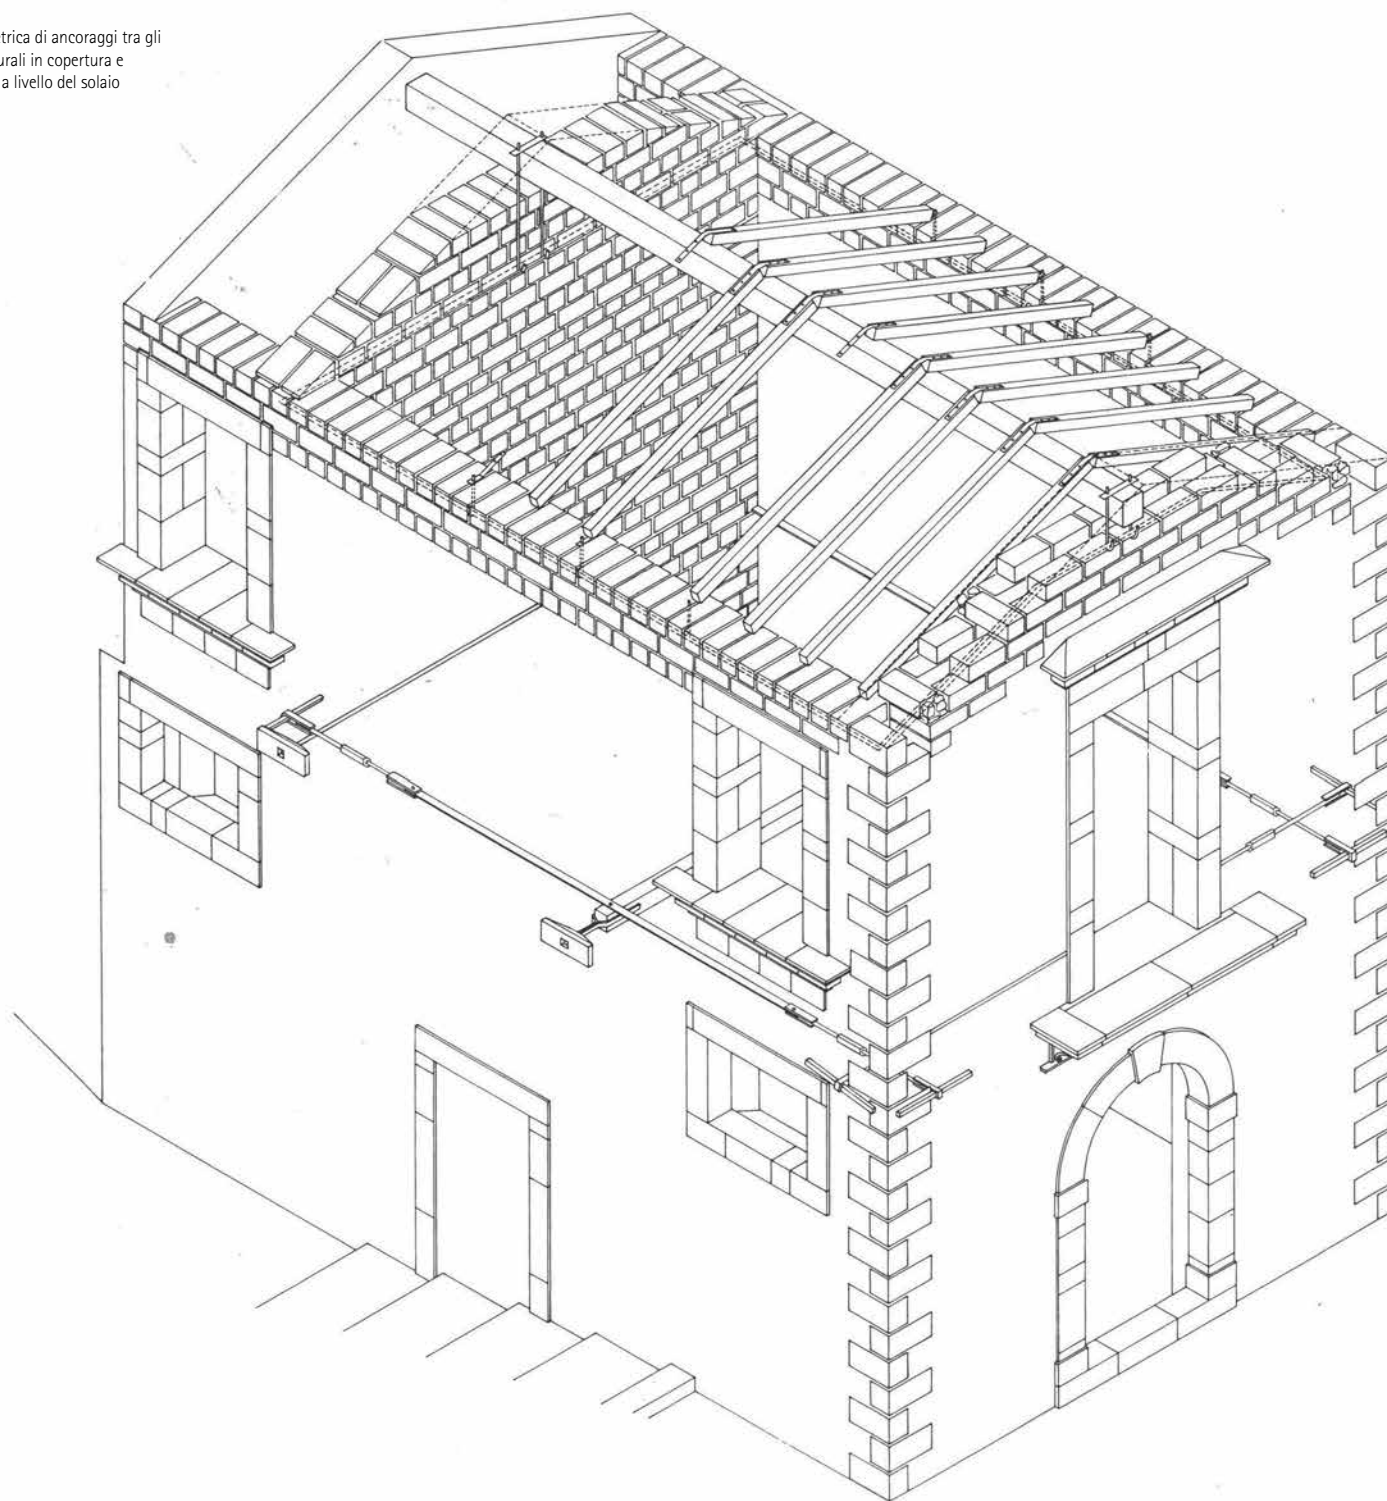 trica di ancoraggi tra gli
urali in copertura e
a livello del solaio